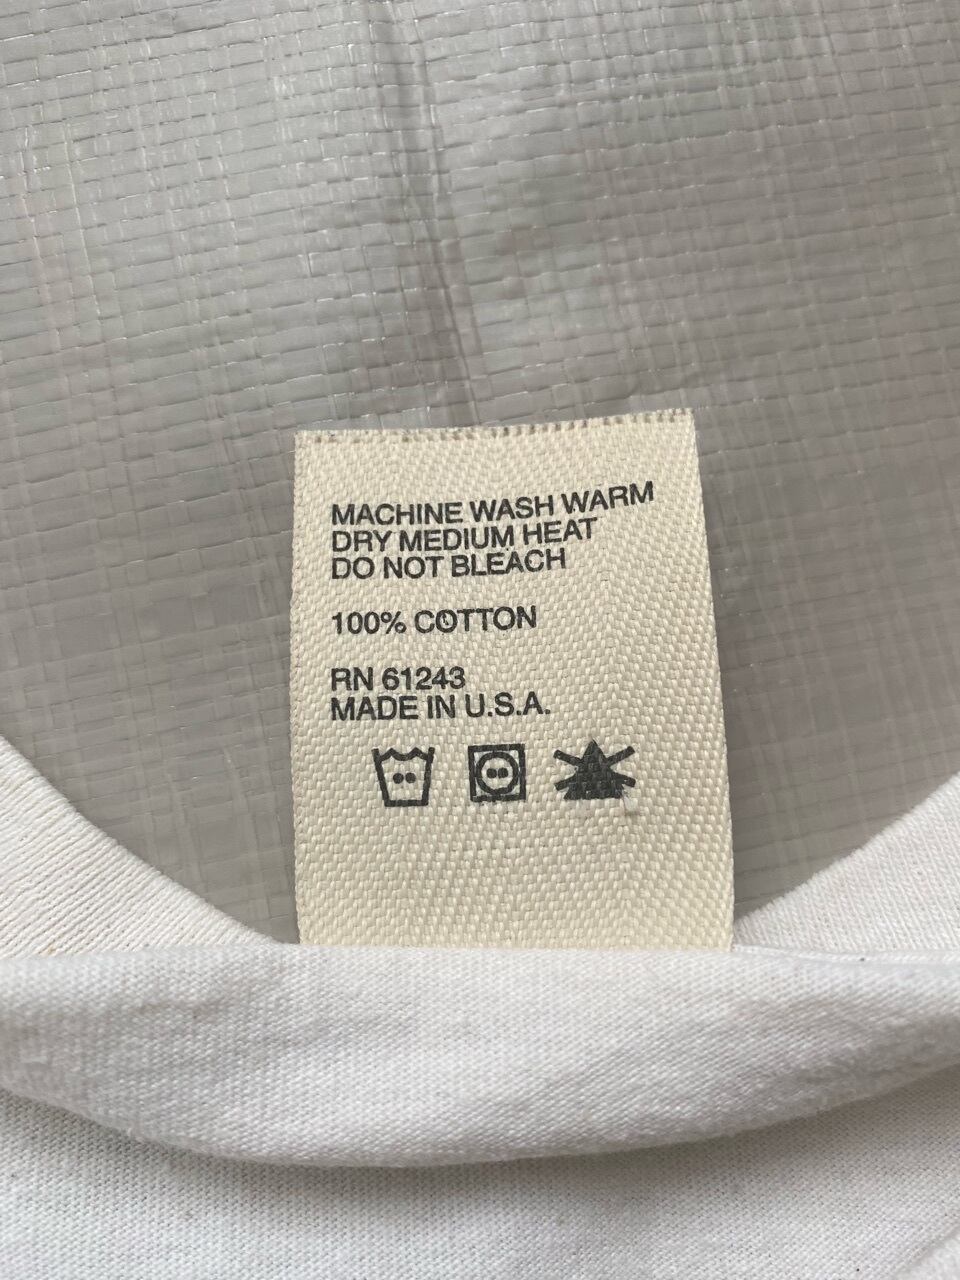 MACHINE WASH WARM
DRY MEDIUM HEAT
DO NOT BLEACH
100% COTTON
RN 61243
MADE IN U.S.A.